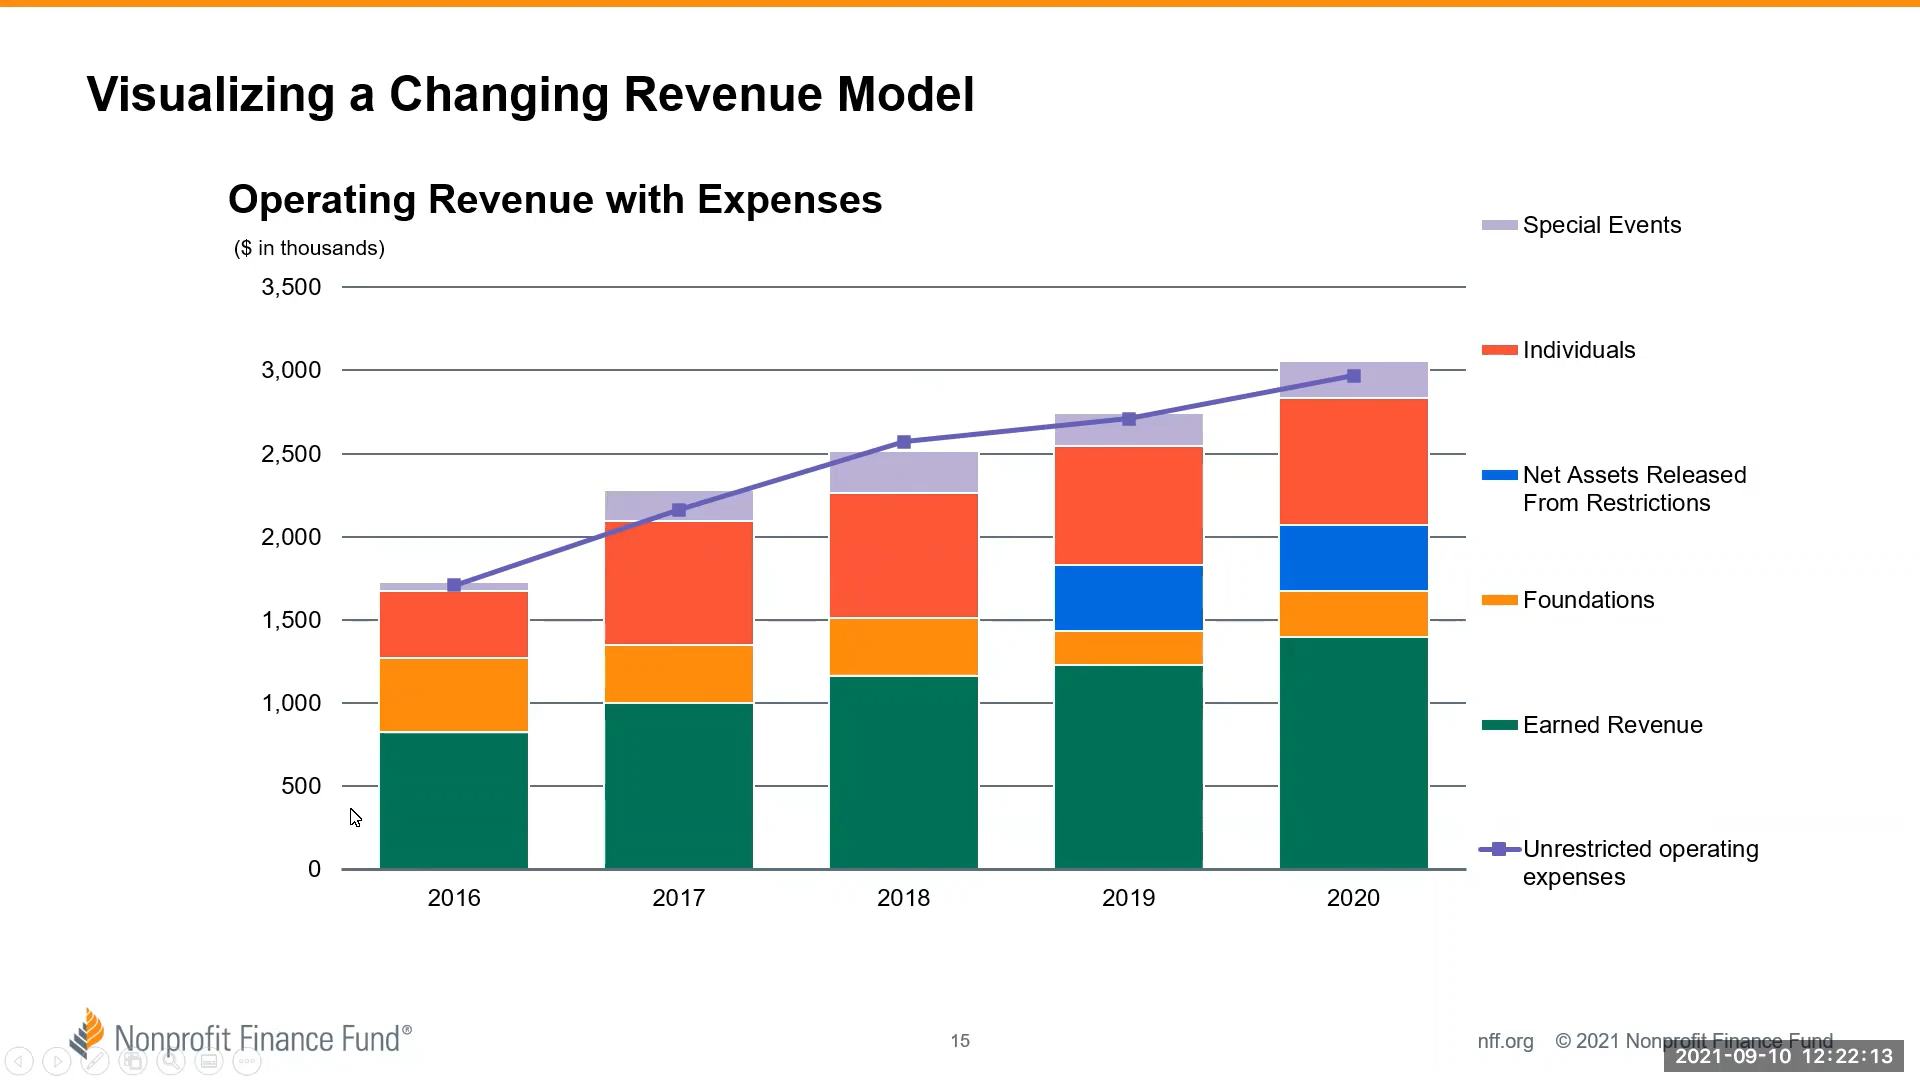 Visualizing a Changing Revenue Model
Operating Revenue with Expenses
($ in thousands)
3,500
3,000
2,500
2,000
1,500
1,000
500
0
2016 2017 2018 2019 2020
Special Events
Individuals
Net Assets Released
From Restrictions
Foundations
Earned Revenue
Unrestricted operating
expenses
Nonprofit Finance Fund®
15
nff.org © 2021 Nonprofit Finance Fund
2021-09-10 12:22:13